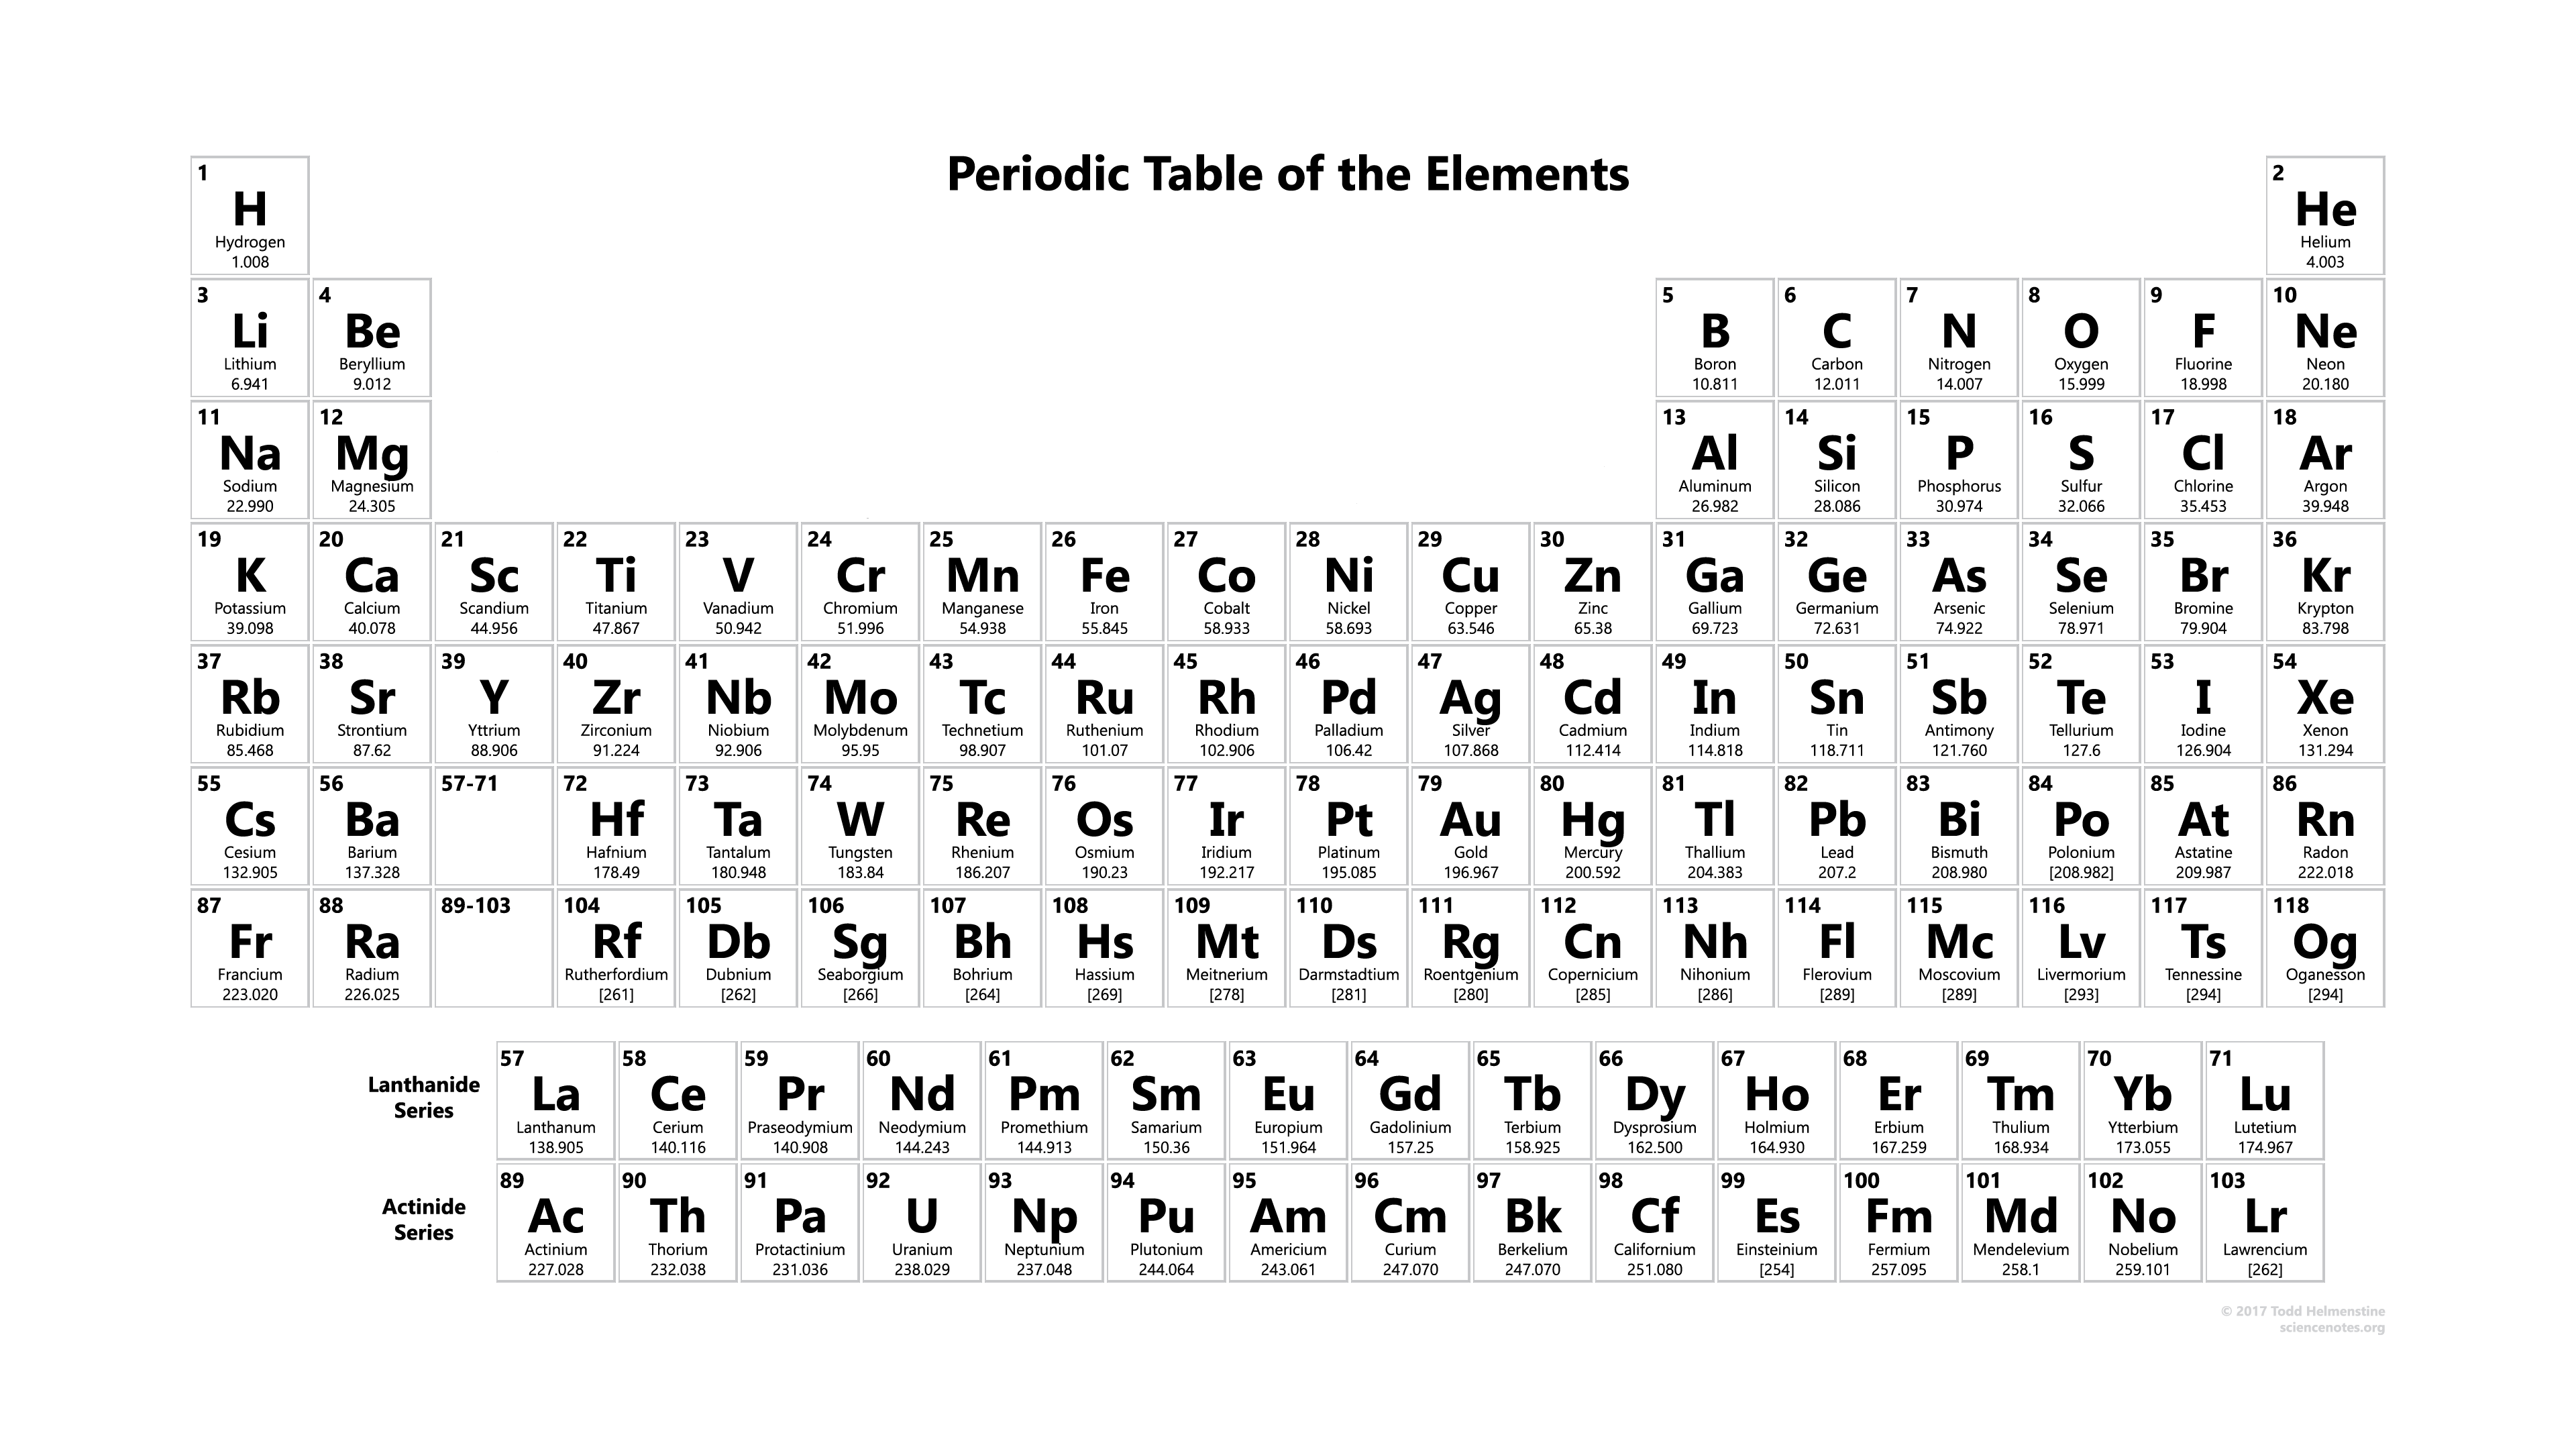 Periodic Table of the Elements
1
H
Hydrogen
1.008
2
He
Helium
4.003
3
Li
Lithium
6.941
4
Be
Beryllium
9.012
5
B
Boron
10.811
6
C
Carbon
12.011
7
N
Nitrogen
14.007
8
O
Oxygen
15.999
9
F
Fluorine
18.998
10
Ne
Neon
20.180
11
Na
Sodium
22.990
12
Mg
Magnesium
24.305
13
Al
Aluminum
26.982
14
Si
Silicon
28.086
15
P
Phosphorus
30.974
16
S
Sulfur
32.066
17
Cl
Chlorine
35.453
18
Ar
Argon
39.948
19
K
Potassium
39.098
20
Ca
Calcium
40.078
21
Sc
Scandium
44.956
22
Ti
Titanium
47.867
23
V
Vanadium
50.942
24
Cr
Chromium
51.996
25
Mn
Manganese
54.938
26
Fe
Iron
55.845
27
Co
Cobalt
58.933
28
Ni
Nickel
58.693
29
Cu
Copper
63.546
30
Zn
Zinc
65.38
31
Ga
Gallium
69.723
32
Ge
Germanium
72.631
33
As
Arsenic
74.922
34
Se
Selenium
78.971
35
Br
Bromine
79.904
36
Kr
Krypton
83.798
37
Rb
Rubidium
85.468
38
Sr
Strontium
87.62
39
Y
Yttrium
88.906
40
Zr
Zirconium
91.224
41
Nb
Niobium
92.906
42
Mo
Molybdenum
95.95
43
Tc
Technetium
98.907
44
Ru
Ruthenium
101.07
45
Rh
Rhodium
102.906
46
Pd
Palladium
106.42
47
Ag
Silver
107.868
48
Cd
Cadmium
112.414
49
In
Indium
114.818
50
Sn
Tin
118.711
51
Sb
Antimony
121.760
52
Te
Tellurium
127.6
53
I
Iodine
126.904
54
Xe
Xenon
131.294
55
Cs
Cesium
132.905
56
Ba
Barium
137.328
57-71
72
Hf
Hafnium
178.49
73
Ta
Tantalum
180.948
74
W
Tungsten
183.84
75
Re
Rhenium
186.207
76
Os
Osmium
190.23
77
Ir
Iridium
192.217
78
Pt
Platinum
195.085
79
Au
Gold
196.967
80
Hg
Mercury
200.592
81
Tl
Thallium
204.383
82
Pb
Lead
207.2
83
Bi
Bismuth
208.980
84
Po
Polonium
[208.982]
85
At
Astatine
209.987
86
Rn
Radon
222.018
87
Fr
Francium
223.020
88
Ra
Radium
226.025
89-103
104
Rf
Rutherfordium
[261]
105
Db
Dubnium
[262]
106
Sg
Seaborgium
[266]
107
Bh
Bohrium
[264]
108
Hs
Hassium
[269]
109
Mt
Meitnerium
[278]
110
Ds
Darmstadtium
[281]
111
Rg
Roentgenium
[280]
112
Cn
Copernicium
[285]
113
Nh
Nihonium
[286]
114
Fl
Flerovium
[289]
115
Mc
Moscovium
[289]
116
Lv
Livermorium
[293]
117
Ts
Tennessine
[294]
118
Og
Oganesson
[294]
Lanthanide
Series
57
La
Lanthanum
138.905
58
Ce
Cerium
140.116
59
Pr
Praseodymium
140.908
60
Nd
Neodymium
144.243
61
Pm
Promethium
144.913
62
Sm
Samarium
150.36
63
Eu
Europium
151.964
64
Gd
Gadolinium
157.25
65
Tb
Terbium
158.925
66
Dy
Dysprosium
162.500
67
Ho
Holmium
164.930
68
Er
Erbium
167.259
69
Tm
Thulium
168.934
70
Yb
Ytterbium
173.055
71
Lu
Lutetium
174.967
Actinide
Series
89
Ac
Actinium
227.028
90
Th
Thorium
232.038
91
Pa
Protactinium
231.036
92
U
Uranium
238.029
93
Np
Neptunium
237.048
94
Pu
Plutonium
244.064
95
Am
Americium
243.061
96
Cm
Curium
247.070
97
Bk
Berkelium
247.070
98
Cf
Californium
251.080
99
Es
Einsteinium
[254]
100
Fm
Fermium
257.095
101
Md
Mendelevium
258.1
102
No
Nobelium
259.101
103
Lr
Lawrencium
[262]
© 2017 Todd Helmenstine
sciencenotes.org